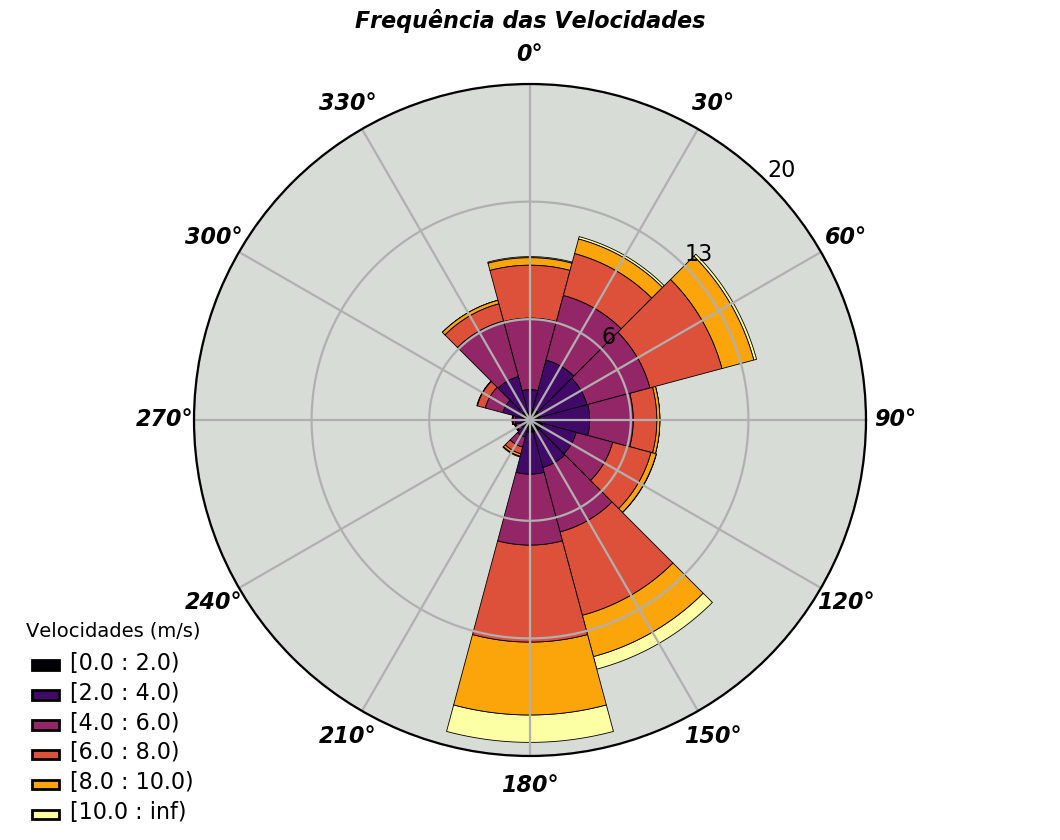 Frequência das Velocidades
0°
330°
30°
20
300°
60°
13
6
270°
90°
240°
120°
210°
150°
180°
Velocidades (m/s)
[0.0 : 2.0)
[2.0 : 4.0)
[4.0 : 6.0)
[6.0 : 8.0)
[8.0 : 10.0)
[10.0 : inf)